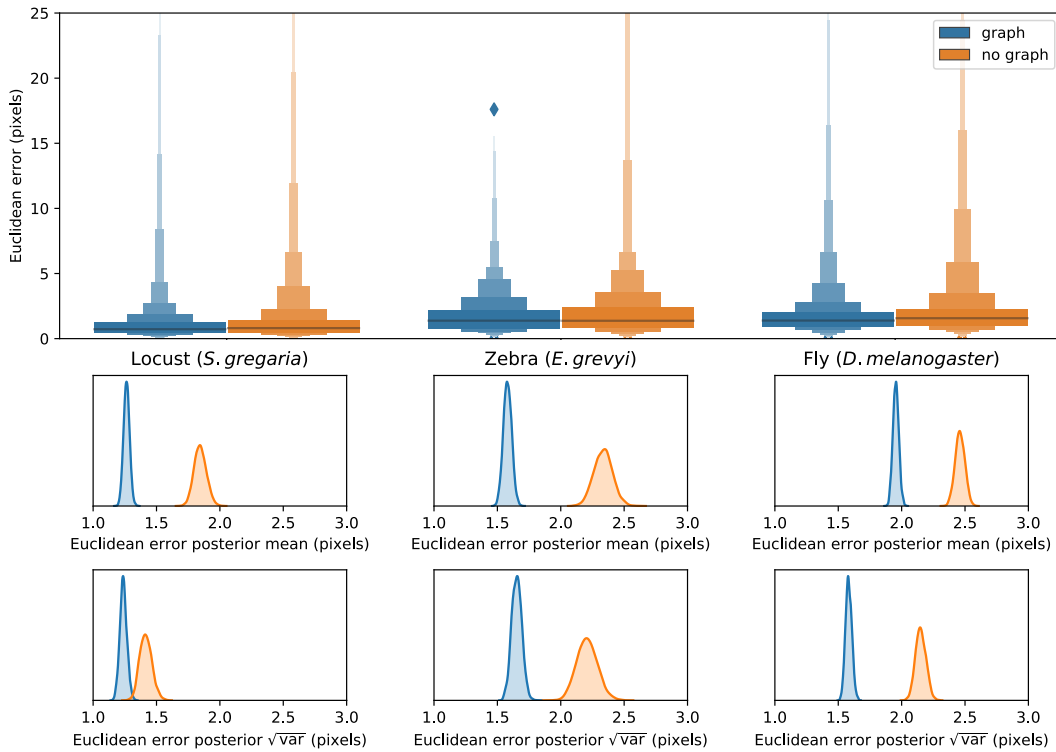 25
20
15
10
5
0
Euclidean error (pixels)
graph
no graph
Locust (S. gregaria)
Zebra (E. grevyi)
Fly (D. melanogaster)
1.0 1.5 2.0 2.5 3.0
Euclidean error posterior mean (pixels)
1.0 1.5 2.0 2.5 3.0
Euclidean error posterior mean (pixels)
1.0 1.5 2.0 2.5 3.0
Euclidean error posterior mean (pixels)
1.0 1.5 2.0 2.5 3.0
Euclidean error posterior √var (pixels)
1.0 1.5 2.0 2.5 3.0
Euclidean error posterior √var (pixels)
1.0 1.5 2.0 2.5 3.0
Euclidean error posterior √var (pixels)